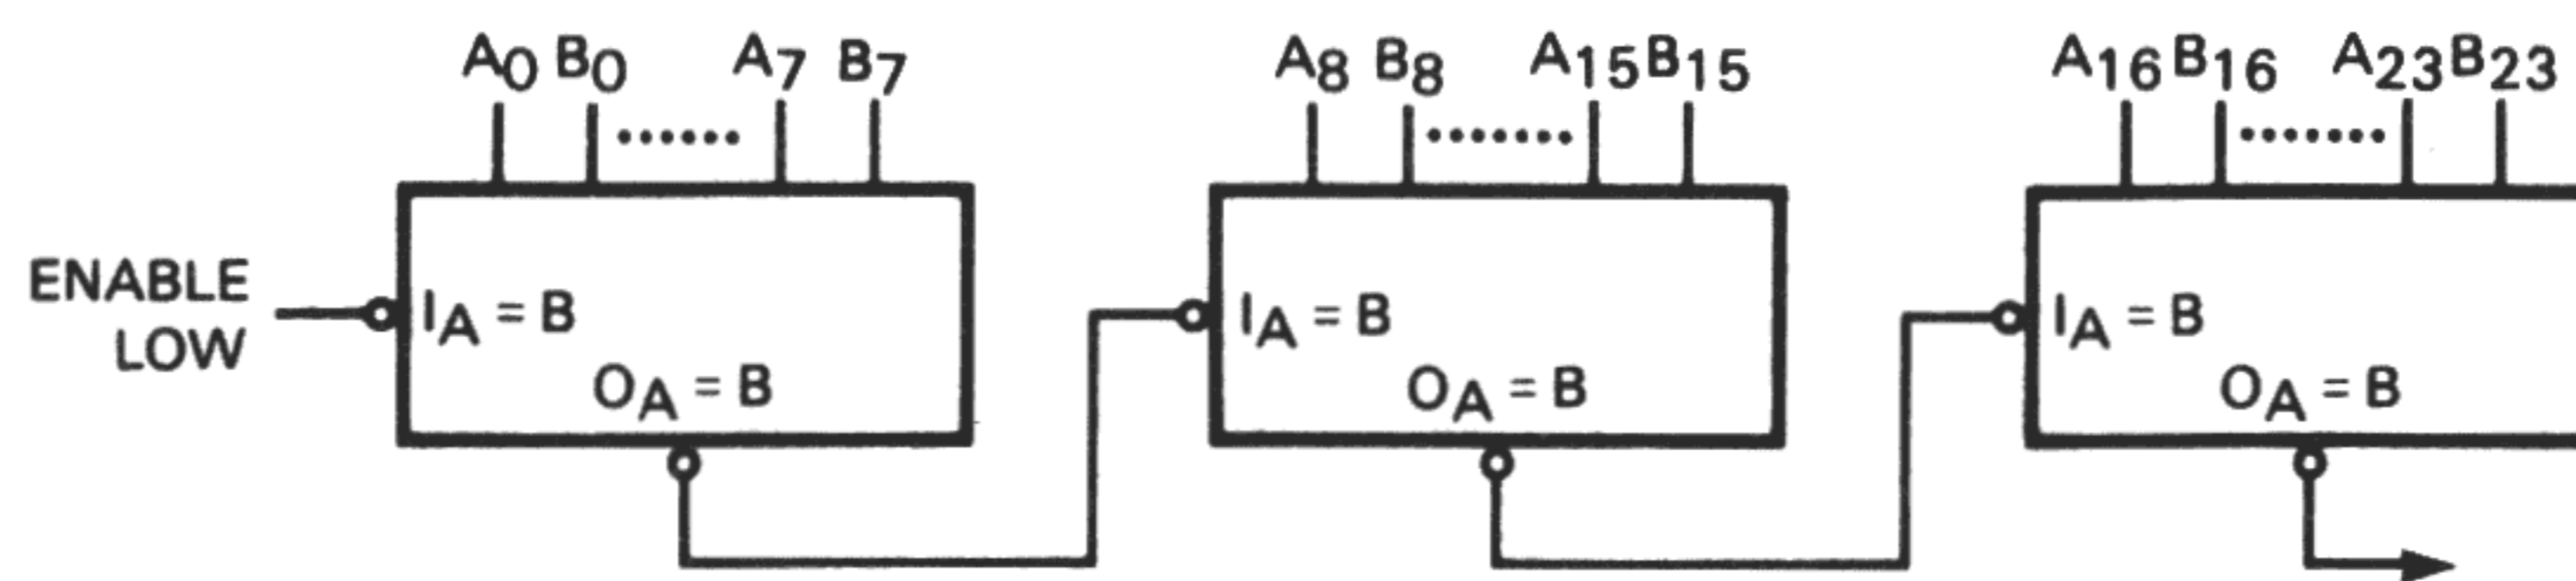 A0 B0 A7 B7 A8 B8 A15 B15 A16 B16 A23 B23
ENABLE
LOW
IA = B IA = B IA = B
OA = B OA = B OA = B